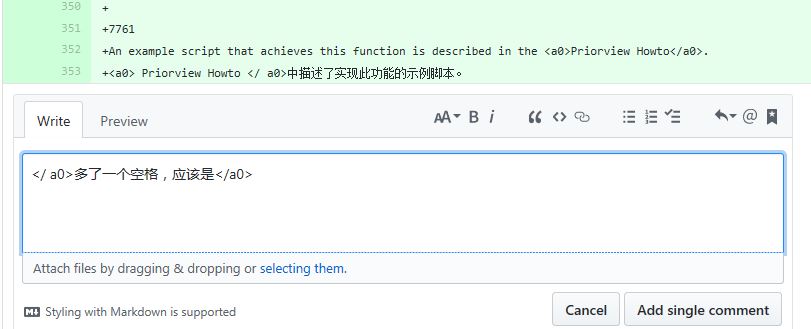 350 +
351 +7761
352 +An example script that achieves this function is described in the <a0>Priorview Howto</a0>.
353 +<a0> Priorview Howto </ a0>中描述了实现此功能的示例脚本。
Write Preview AA B i
</ a0>多了一个空格，应该是</a0>
Attach files by dragging & dropping or selecting them.
Styling with Markdown is supported
Cancel Add single comment